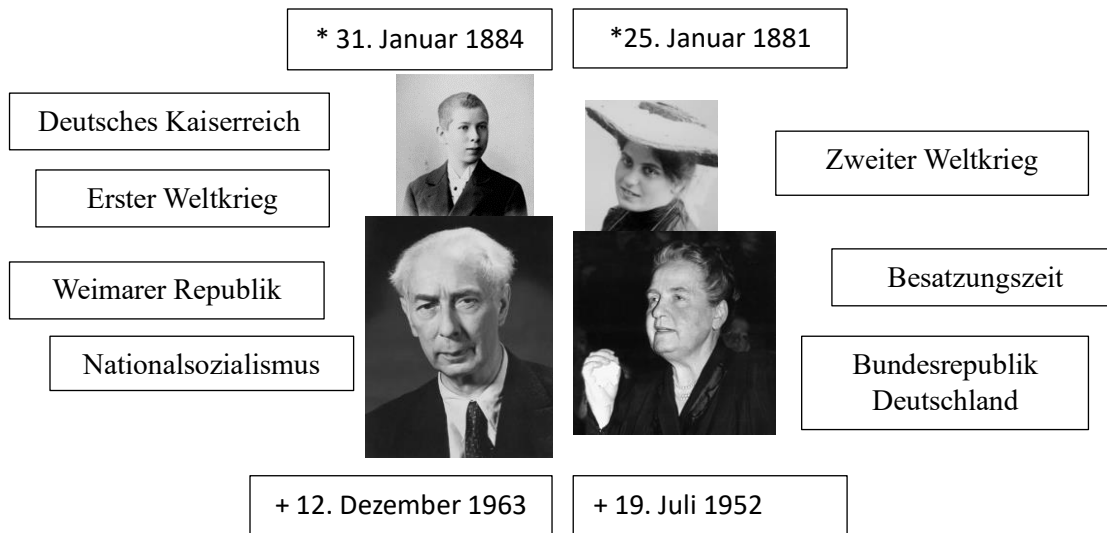 * 31. Januar 1884
*25. Januar 1881
Deutsches Kaiserreich
Erster Weltkrieg
Weimarer Republik
Nationalsozialismus
Zweiter Weltkrieg
Besatzungszeit
Bundesrepublik
Deutschland
+ 12. Dezember 1963
+ 19. Juli 1952